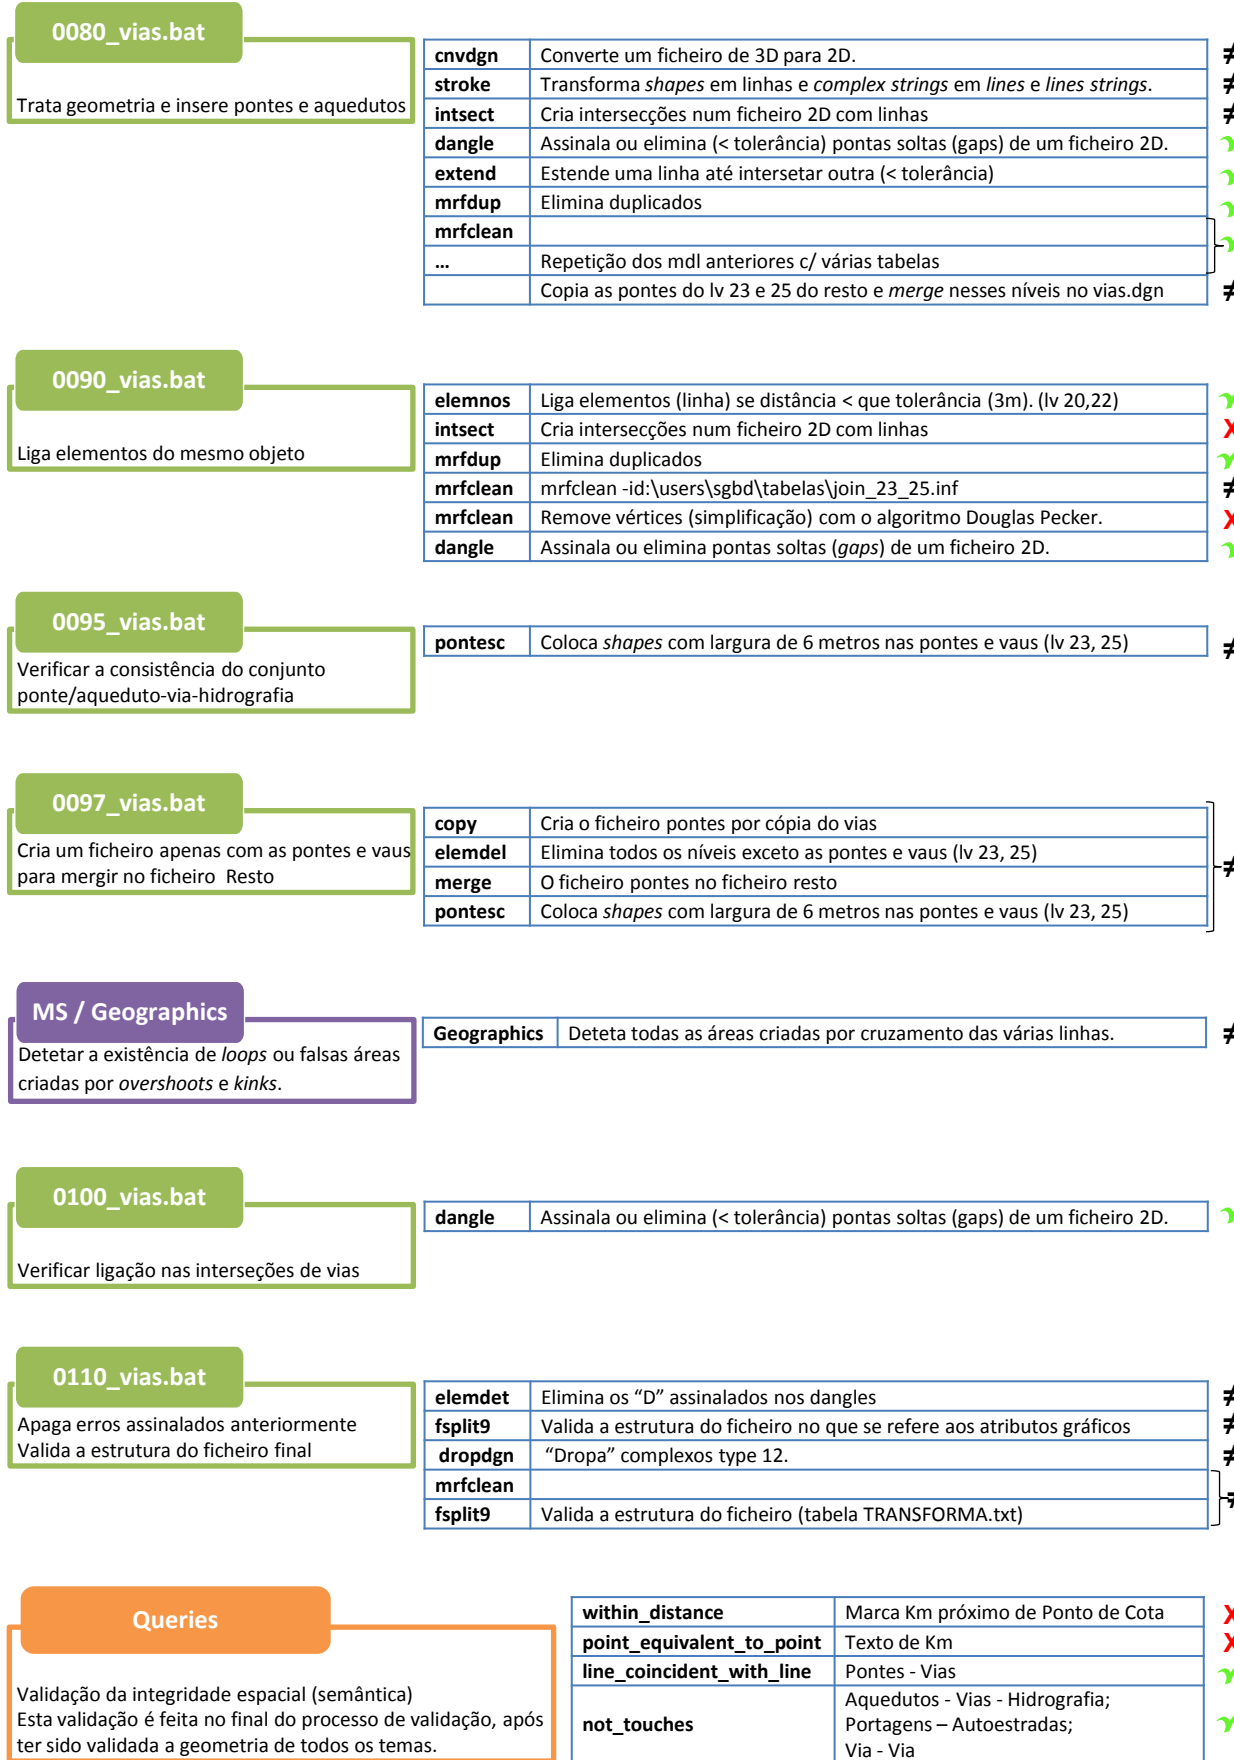 0080_vias.bat
Trata geometria e insere pontes e aquedutos
cnvdgn Converte um ficheiro de 3D para 2D. ≠
stroke Transforma shapes em linhas e complex strings em lines e lines strings. ≠
intsect Cria intersecções num ficheiro 2D com linhas ≠
dangle Assinala ou elimina (< tolerância) pontas soltas (gaps) de um ficheiro 2D.
extend Estende uma linha até intersetar outra (< tolerância)
mrfdup Elimina duplicados
mrfclean
... Repetição dos mdl anteriores c/ várias tabelas
Copia as pontes do lv 23 e 25 do resto e merge nesses níveis no vias.dgn ≠
0090_vias.bat
Liga elementos do mesmo objeto
elemnos Liga elementos (linha) se distância < que tolerância (3m). (lv 20,22)
intsect Cria intersecções num ficheiro 2D com linhas X
mrfdup Elimina duplicados
mrfclean mrfclean -id:\users\sgbd\tabelas\join_23_25.inf ≠
mrfclean Remove vértices (simplificação) com o algoritmo Douglas Pecker. X
dangle Assinala ou elimina pontas soltas (gaps) de um ficheiro 2D.
0095_vias.bat
Verificar a consistência do conjunto
ponte/aqueduto-via-hidrografia
pontesc Coloca shapes com largura de 6 metros nas pontes e vaus (lv 23, 25) ≠
0097_vias.bat
Cria um ficheiro apenas com as pontes e vaus
para mergir no ficheiro Resto
copy Cria o ficheiro pontes por cópia do vias
elemdel Elimina todos os níveis exceto as pontes e vaus (lv 23, 25)
merge O ficheiro pontes no ficheiro resto
pontesc Coloca shapes com largura de 6 metros nas pontes e vaus (lv 23, 25)
≠
MS / Geographics
Detetar a existência de loops ou falsas áreas
criadas por overshoots e kinks.
Geographics Deteta todas as áreas criadas por cruzamento das várias linhas. ≠
0100_vias.bat
Verificar ligação nas interseções de vias
dangle Assinala ou elimina (< tolerância) pontas soltas (gaps) de um ficheiro 2D.
0110_vias.bat
Apaga erros assinalados anteriormente
Valida a estrutura do ficheiro final
elemdet Elimina os “D” assinalados nos dangles ≠
fsplit9 Valida a estrutura do ficheiro no que se refere aos atributos gráficos ≠
dropdgn “Dropa” complexos type 12. ≠
mrfclean
fsplit9 Valida a estrutura do ficheiro (tabela TRANSFORMA.txt)
≠
Queries
Validação da integridade espacial (semântica)
Esta validação é feita no final do processo de validação, após
ter sido validada a geometria de todos os temas.
within_distance Marca Km próximo de Ponto de Cota X
point_equivalent_to_point Texto de Km X
line_coincident_with_line Pontes - Vias
not_touches Aquedutos - Vias - Hidrografia;
Portagens – Autoestradas;
Via - Via